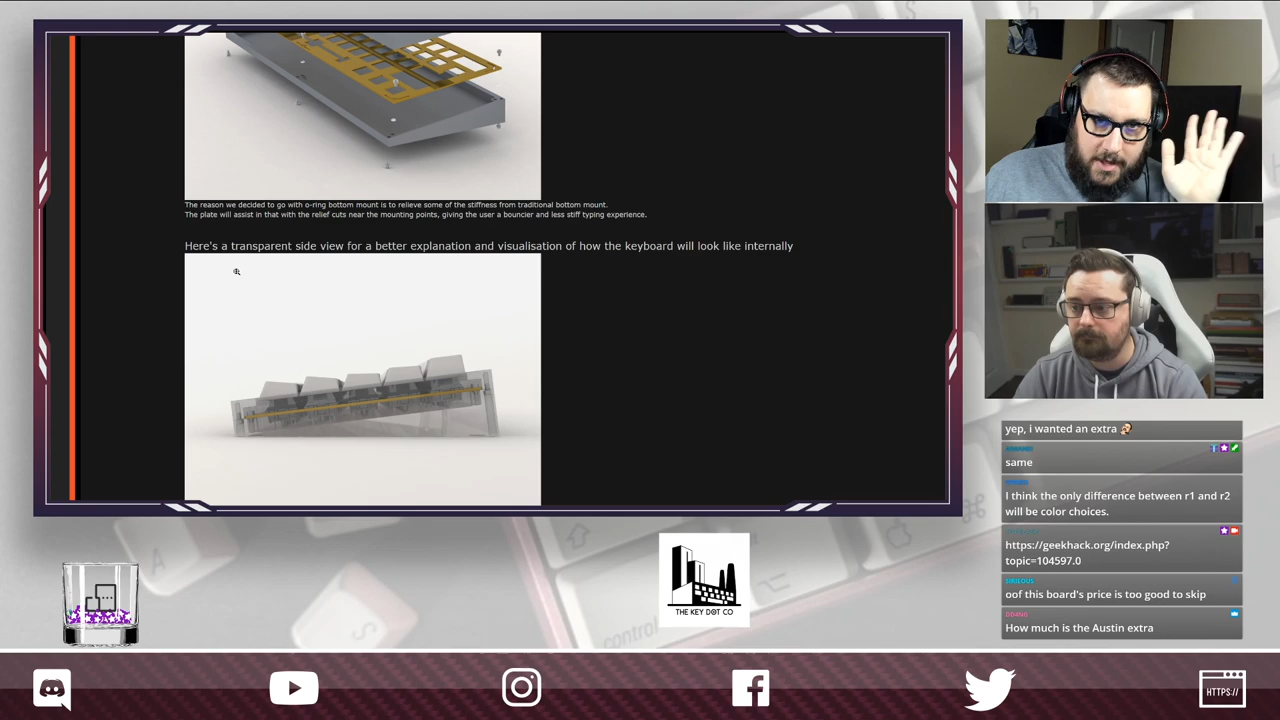 The reason we decided to go with o-ring bottom mount is to relieve some of the stiffness from traditional bottom mount.
The plate will assist in that with the relief cuts near the mounting points, giving the user a bouncier and less stiff typing experience.
Here's a transparent side view for a better explanation and visualisation of how the keyboard will look like internally
yep, i wanted an extra
same
I think the only difference between r1 and r2
will be color choices.
https://geekhack.org/index.php?
topic=104597.0
oof this board's price is too good to skip
How much is the Austin extra
THE KEY DOT CO
control
HTTPS://